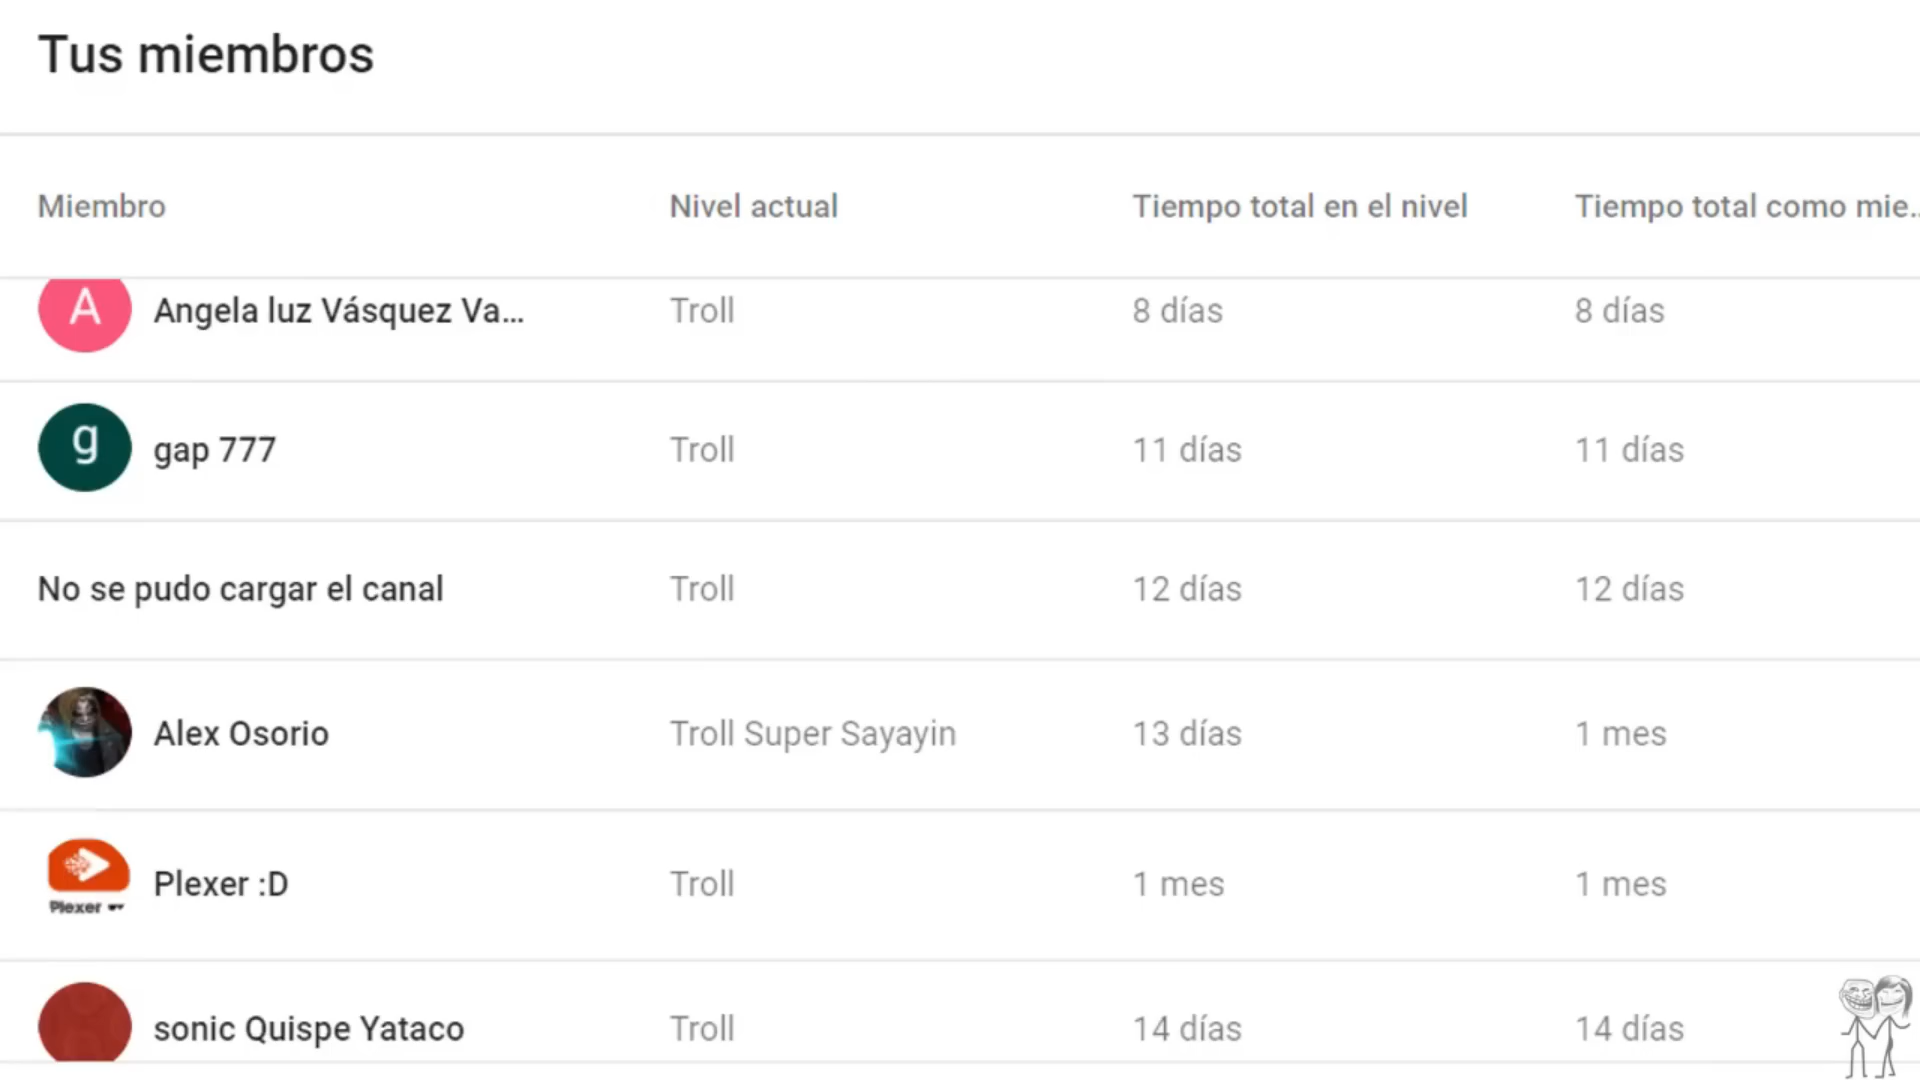 Tus miembros
Miembro Nivel actual Tiempo total en el nivel Tiempo total como mie...
A Angela luz Vásquez Va... Troll 8 días 8 días
g gap 777 Troll 11 días 11 días
No se pudo cargar el canal Troll 12 días 12 días
Alex Osorio Troll Super Sayayin 13 días 1 mes
Plexer :D Troll 1 mes 1 mes
Plexer
sonic Quispe Yataco Troll 14 días 14 días